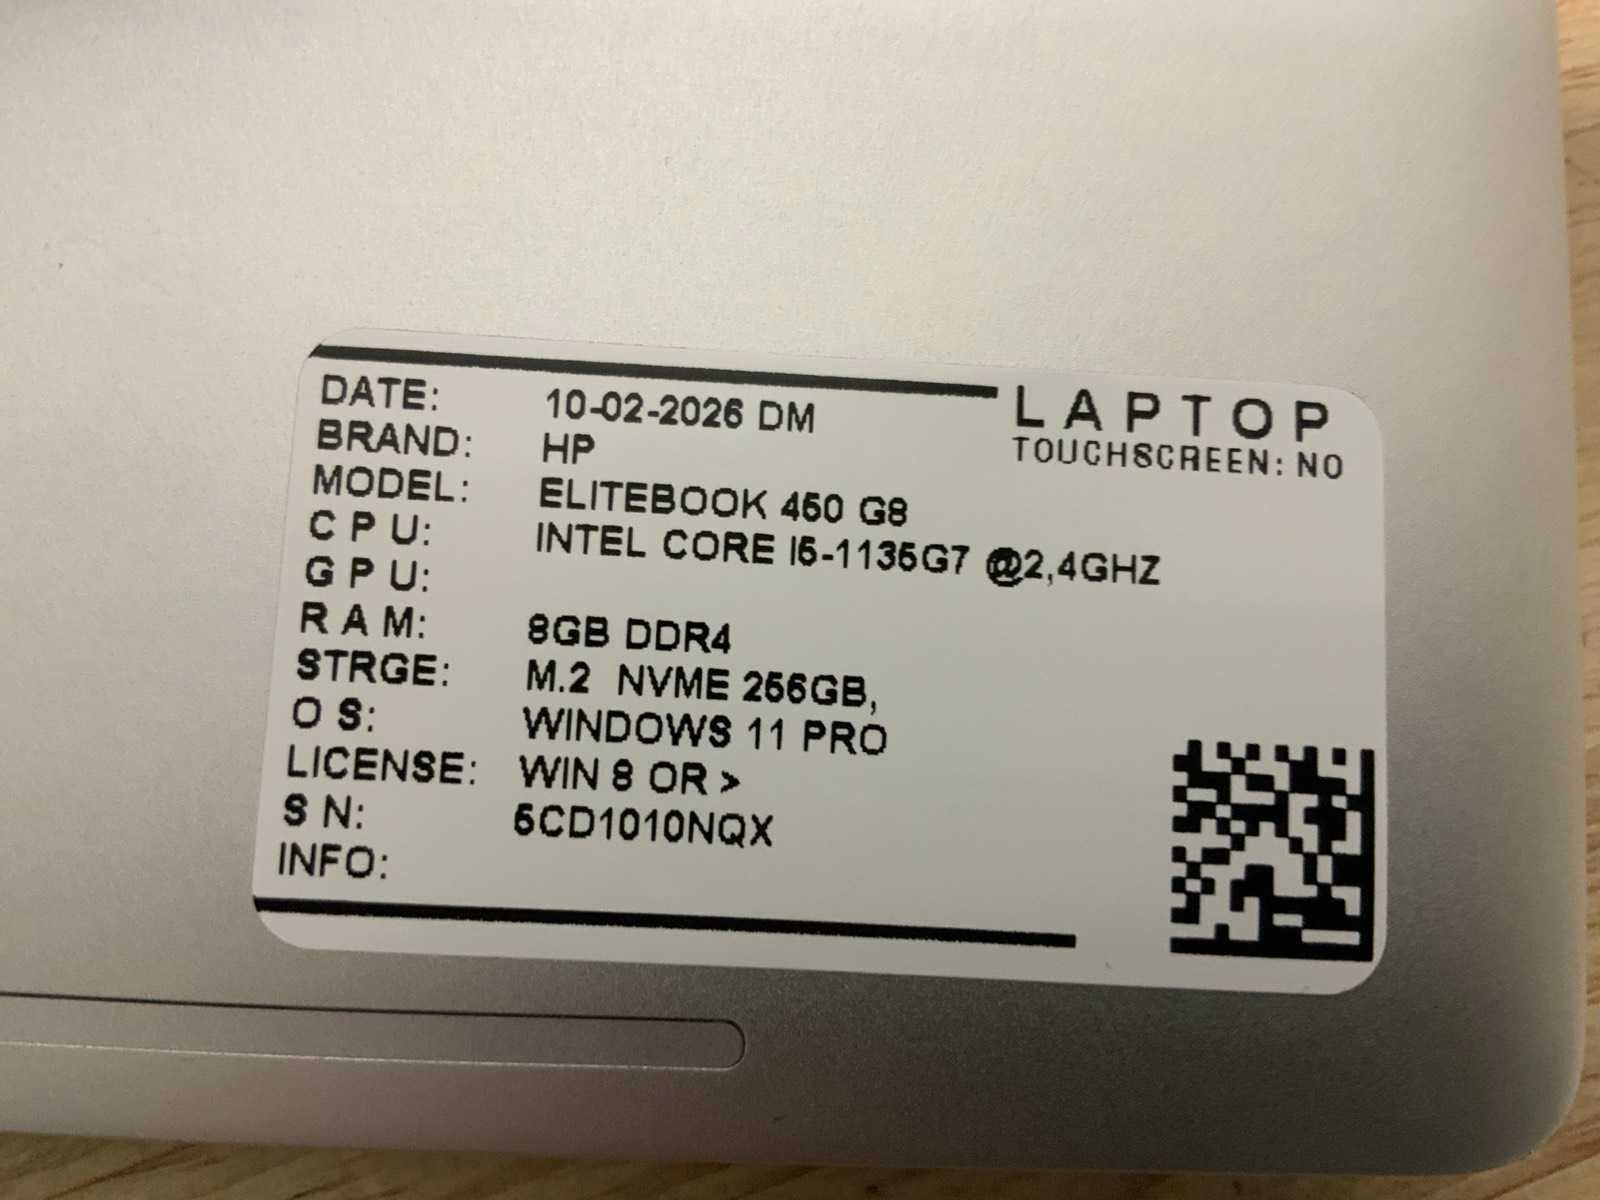 DATE: 10-02-2026 DM
LAPTOP
TOUCHSCREEN: NO
BRAND: HP
MODEL: ELITEBOOK 450 G8
C P U: INTEL CORE I5-1135G7 @2,4GHZ
G P U:
R A M: 8GB DDR4
STRGE: M.2 NVME 256GB,
O S: WINDOWS 11 PRO
LICENSE: WIN 8 OR >
S N: 5CD1010NQX
INFO: